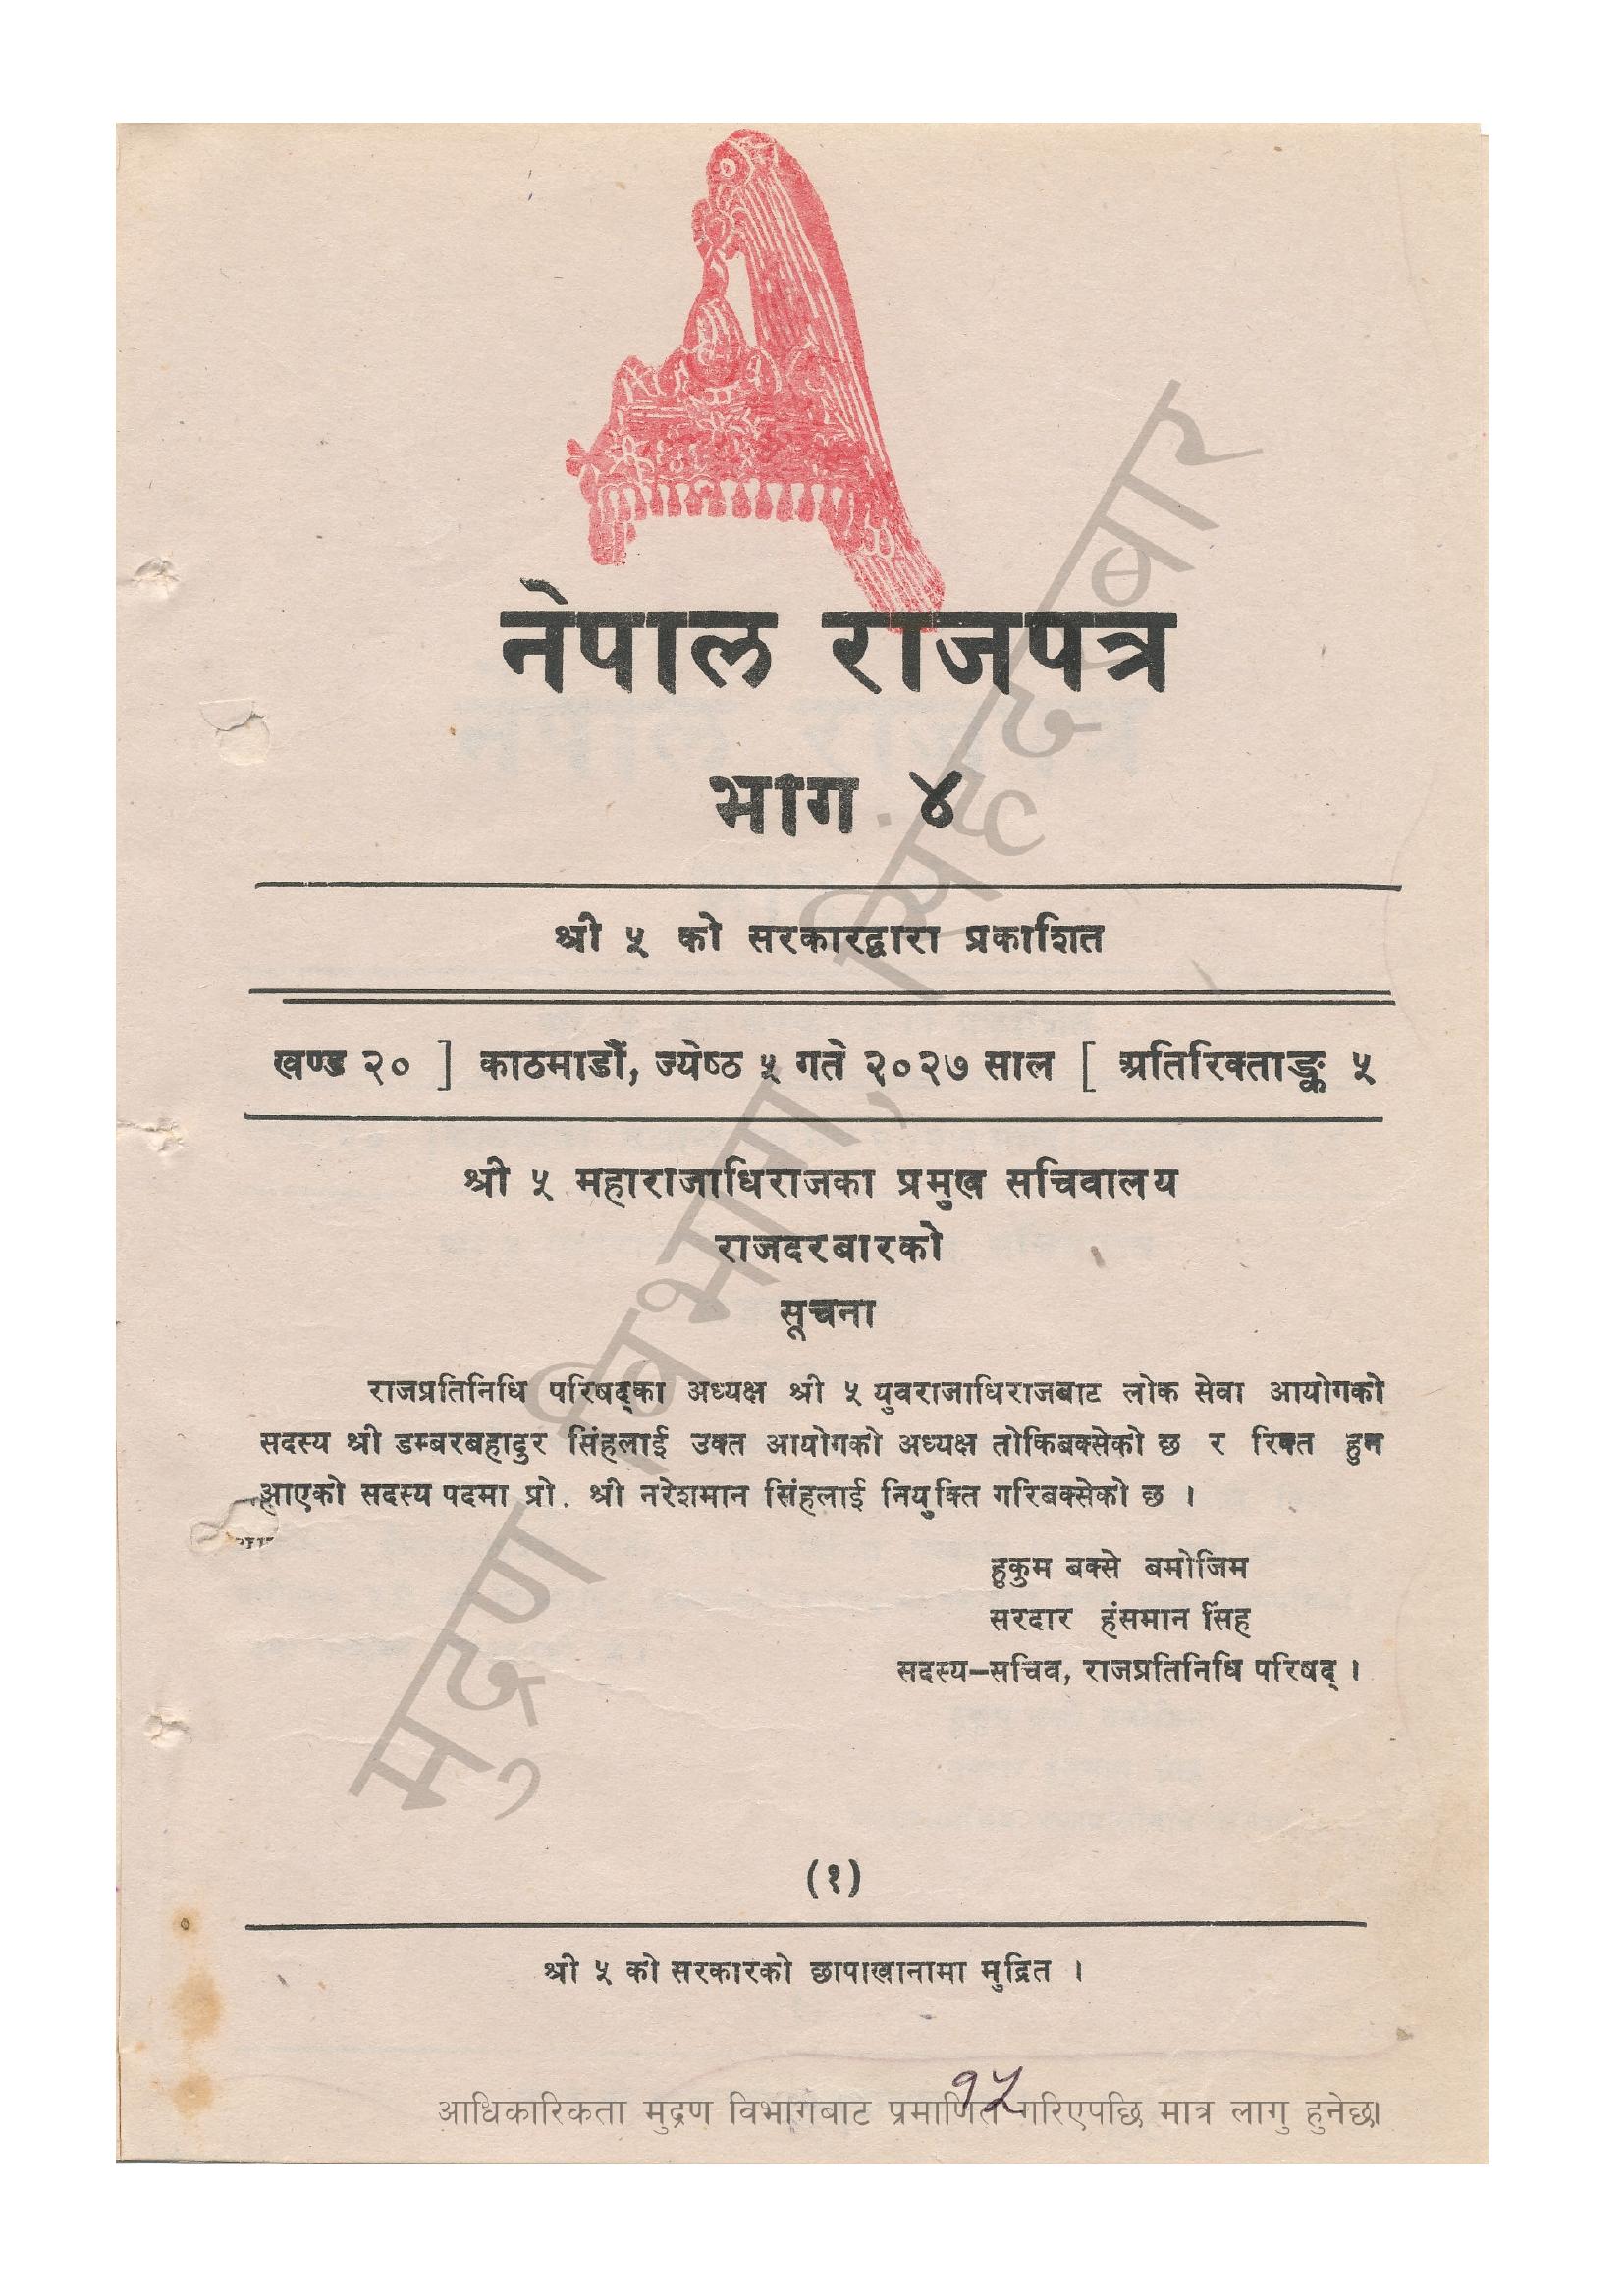 नेपाल राजपत्र
भाग ४
श्री ५ को सरकारद्वारा प्रकाशित
खण्ड २० ] काठमाडौं, ज्येष्ठ ५ गते २०२७ साल [ अतिरिक्ताङ्क ५
श्री ५ महाराजाधिराजका प्रमुख सचिवालय
राजदरबारको
सूचना
राजप्रतिनिधि परिषद्का अध्यक्ष श्री ५ युवराजाधिराजबाट लोक सेवा आयोगको
सदस्य श्री डम्बरबहादुर सिंहलाई उक्त आयोगको अध्यक्ष तोकिबक्सेको छ र रिक्त हुन
आएको सदस्य पदमा प्रो. श्री नरेशमान सिंहलाई नियुक्ति गरिबक्सेको छ ।
हुकुम बक्से बमोजिम
सरदार हंसमान सिंह
सदस्य–सचिव, राजप्रतिनिधि परिषद् ।
(१)
श्री ५ को सरकारको छापाखानामा मुद्रित ।
१५
आधिकारिकता मुद्रण विभागबाट प्रमाणित गरिएपछि मात्र लागु हुनेछ।
मुद्रण विभाग, सिंहदरबार